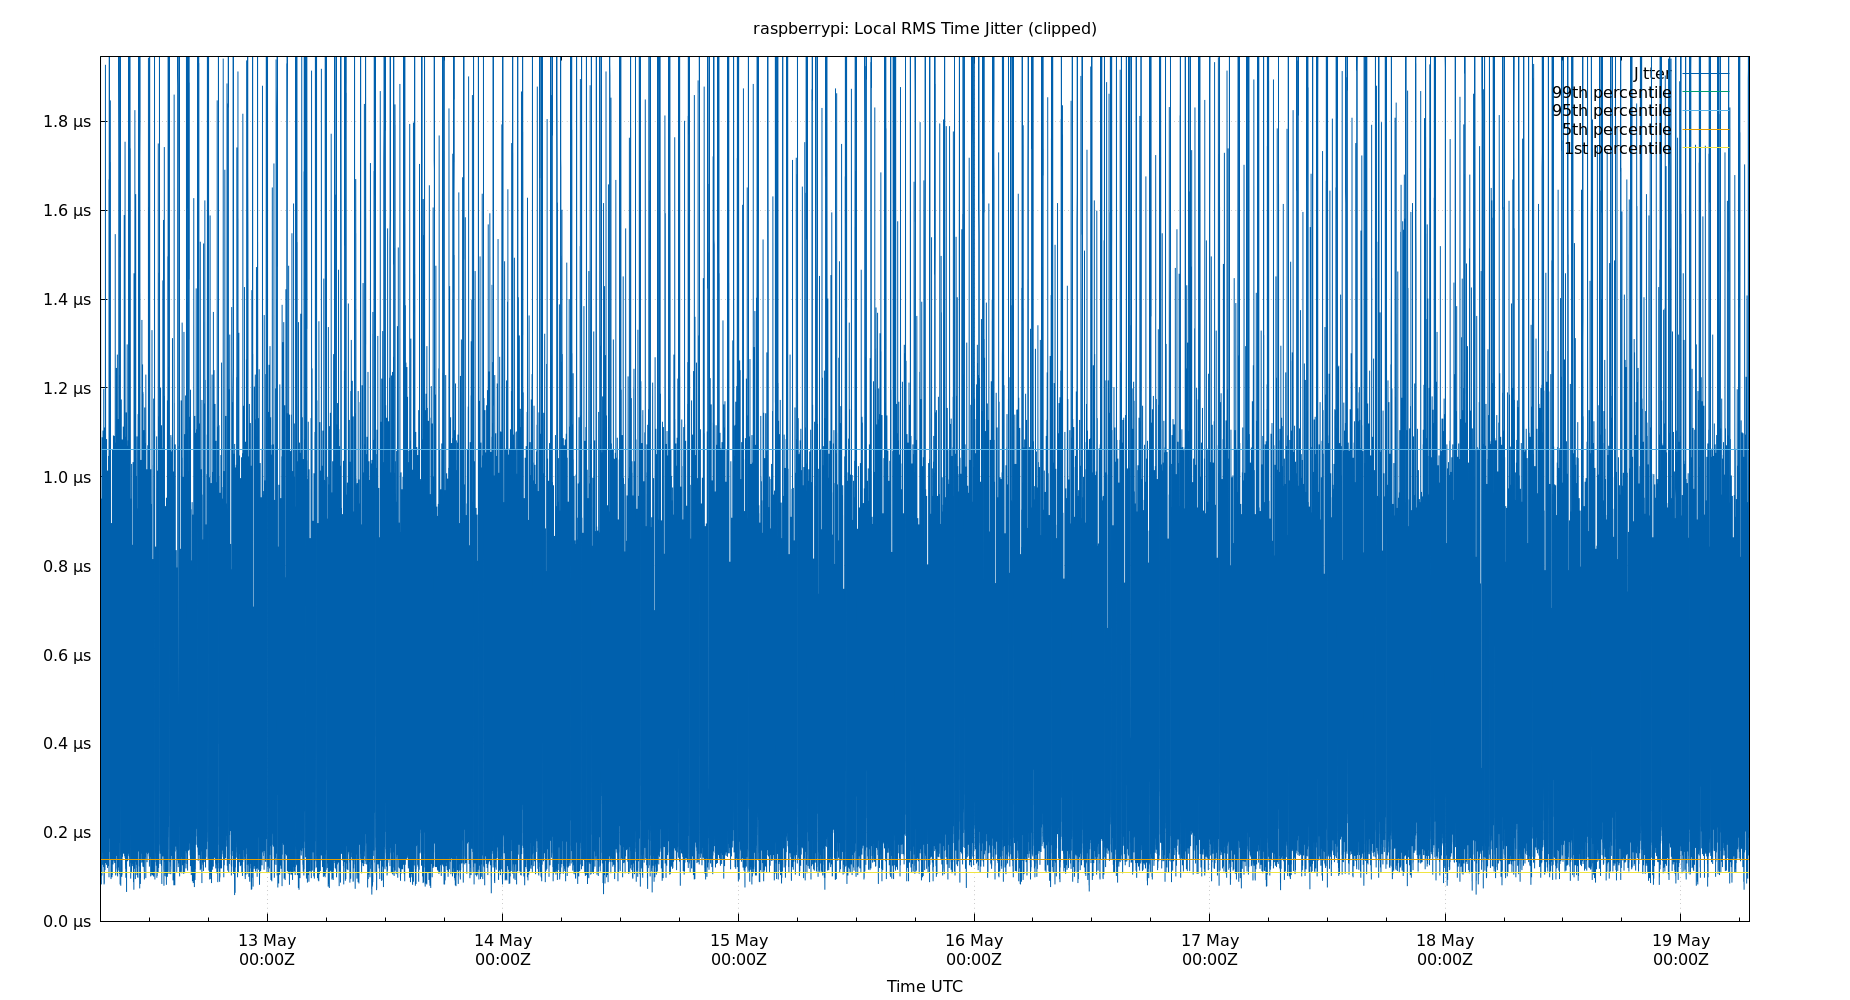 raspberrypi: Local RMS Time Jitter (clipped)
Jitter
99th percentile
95th percentile
5th percentile
1st percentile
1.8 µs
1.6 µs
1.4 µs
1.2 µs
1.0 µs
0.8 µs
0.6 µs
0.4 µs
0.2 µs
0.0 µs
13 May 14 May 15 May 16 May 17 May 18 May 19 May
00:00Z 00:00Z 00:00Z 00:00Z 00:00Z 00:00Z 00:00Z
Time UTC